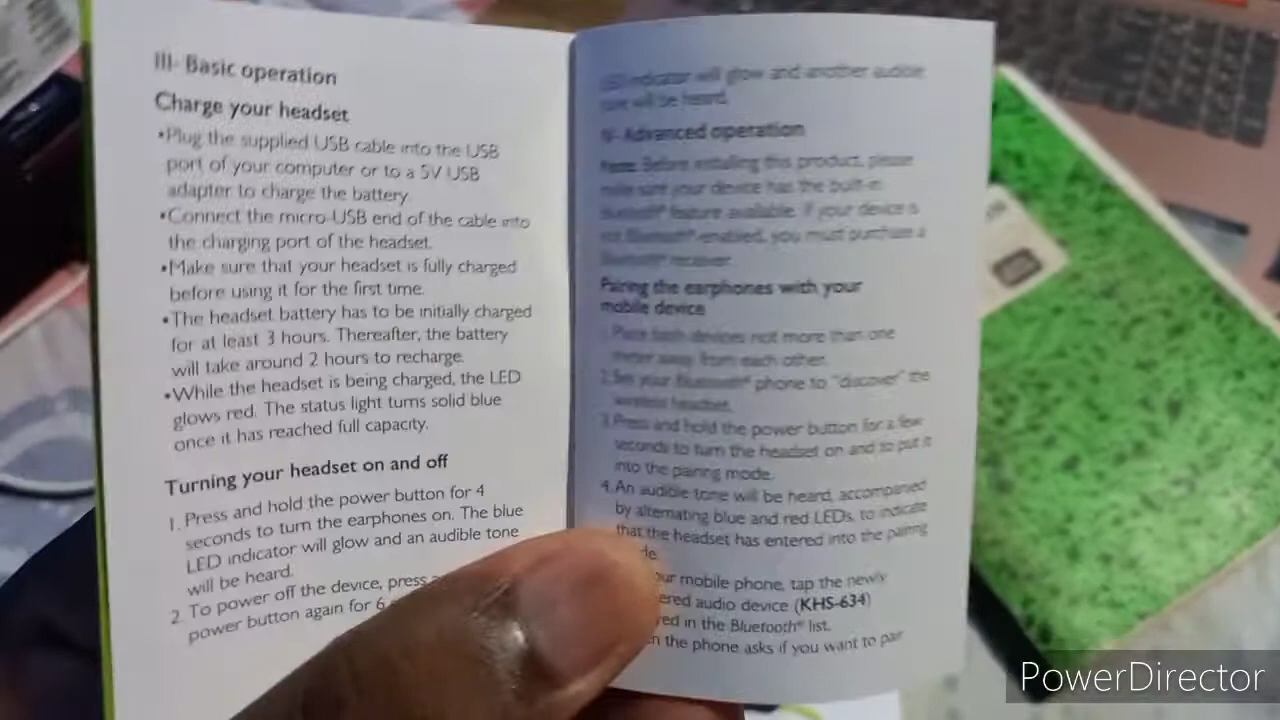 III- Basic operation
Charge your headset
•Plug the supplied USB cable into the USB
port of your computer or to a 5V USB
adapter to charge the battery.
•Connect the micro-USB end of the cable into
the charging port of the headset.
•Make sure that your headset is fully charged
before using it for the first time.
•The headset battery has to be initially charged
for at least 3 hours. Thereafter, the battery
will take around 2 hours to recharge.
•While the headset is being charged, the LED
glows red. The status light turns solid blue
once it has reached full capacity.
Turning your headset on and off
1. Press and hold the power button for 4
seconds to turn the earphones on. The blue
LED indicator will glow and an audible tone
will be heard.
2. To power off the device, press
power button again for 6
LED indicator will glow and another audible
tone will be heard.
IV- Advanced operation
Note: Before installing this product, please
make sure your device has the built-in
Bluetooth® feature available. If your device is
not Bluetooth® enabled, you must purchase a
Bluetooth® receiver.
Pairing the earphones with your
mobile device
1. Place both devices not more than one
meter away from each other.
2. Set your Bluetooth® phone to "discover" the
wireless headset.
3. Press and hold the power button for a few
seconds to turn the headset on and to put it
into the pairing mode.
4. An audible tone will be heard, accompanied
by alternating blue and red LEDs, to indicate
that the headset has entered into the pairing
mobile phone, tap the newly
audio device (KHS-634)
in the Bluetooth® list.
the phone asks if you want to pair
PowerDirector